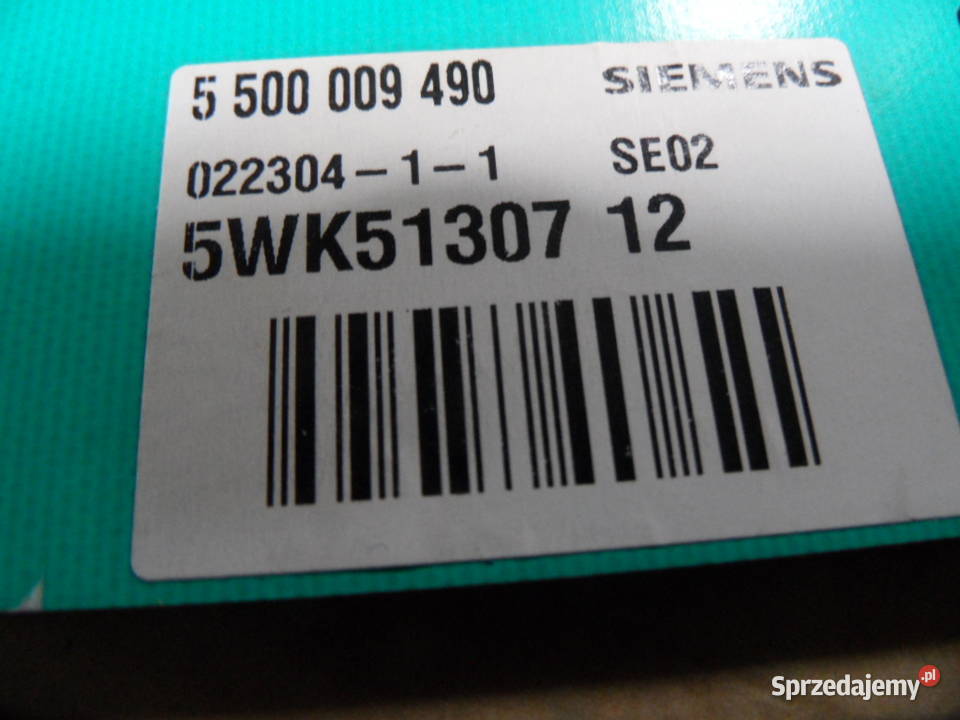 5 500 009 490 SIEMENS
022304-1-1 SE02
5WK51307 12
Sprzedajemy.pl